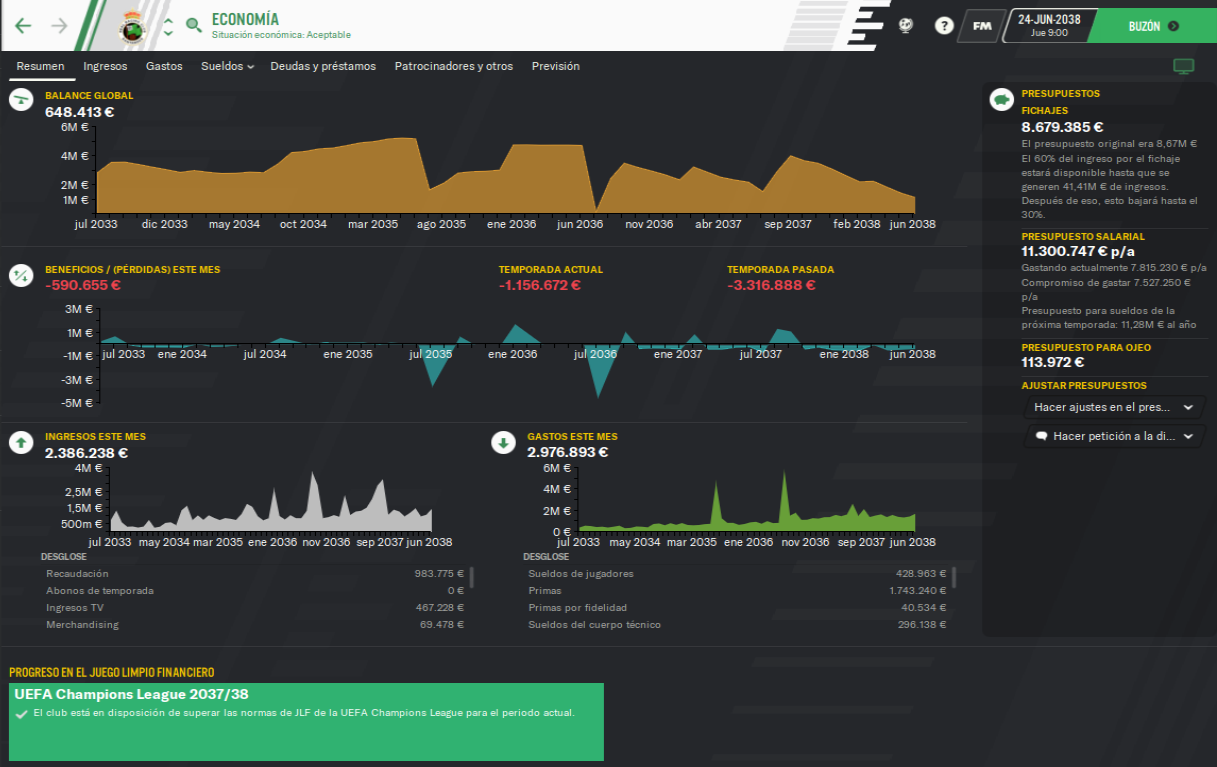 ECONOMÍA
Situación económica: Aceptable
?
FM
24-JUN-2038
Jue 9:00
BUZÓN
Resumen
Ingresos
Gastos
Sueldos
Deudas y préstamos
Patrocinadores y otros
Previsión
BALANCE GLOBAL
648.413 €
6M €
4M €
2M €
1M €
jul 2033 dic 2033 may 2034 oct 2034 mar 2035 ago 2035 ene 2036 jun 2036 nov 2036 abr 2037 sep 2037 feb 2038 jun 2038
BENEFICIOS / (PÉRDIDAS) ESTE MES
-590.655 €
TEMPORADA ACTUAL
-1.156.672 €
TEMPORADA PASADA
-3.316.888 €
3M €
1M €
-1M €
-3M €
-5M €
jul 2033 ene 2034 jul 2034 ene 2035 jul 2035 ene 2036 jul 2036 ene 2037 jul 2037 ene 2038 jun 2038
INGRESOS ESTE MES
2.386.238 €
4M €
2,5M €
1,5M €
500m €
jul 2033 may 2034 mar 2035 ene 2036 nov 2036 sep 2037 jun 2038
DESGLOSE
Recaudación 983.775 €
Abonos de temporada 0 €
Ingresos TV 467.228 €
Merchandising 69.478 €
GASTOS ESTE MES
2.976.893 €
6M €
4M €
2M €
0 €
jul 2033 may 2034 mar 2035 ene 2036 nov 2036 sep 2037 jun 2038
DESGLOSE
Sueldos de jugadores 428.963 €
Primas 1.743.240 €
Primas por fidelidad 40.534 €
Sueldos del cuerpo técnico 296.138 €
PRESUPUESTOS
FICHAJES
8.679.385 €
El presupuesto original era 8,67M €
El 60% del ingreso por el fichaje
estará disponible hasta que se
generen 41,41M € de ingresos.
Después de eso, esto bajará hasta el
30%.
PRESUPUESTO SALARIAL
11.300.747 € p/a
Gastando actualmente 7.815.230 € p/a
Compromiso de gastar 7.527.250 €
p/a
Presupuesto para sueldos de la
próxima temporada: 11,28M € al año
PRESUPUESTO PARA OJEO
113.972 €
AJUSTAR PRESUPUESTOS
Hacer ajustes en el pres...
Hacer petición a la di...
PROGRESO EN EL JUEGO LIMPIO FINANCIERO
UEFA Champions League 2037/38
El club está en disposición de superar las normas de JLF de la UEFA Champions League para el periodo actual.